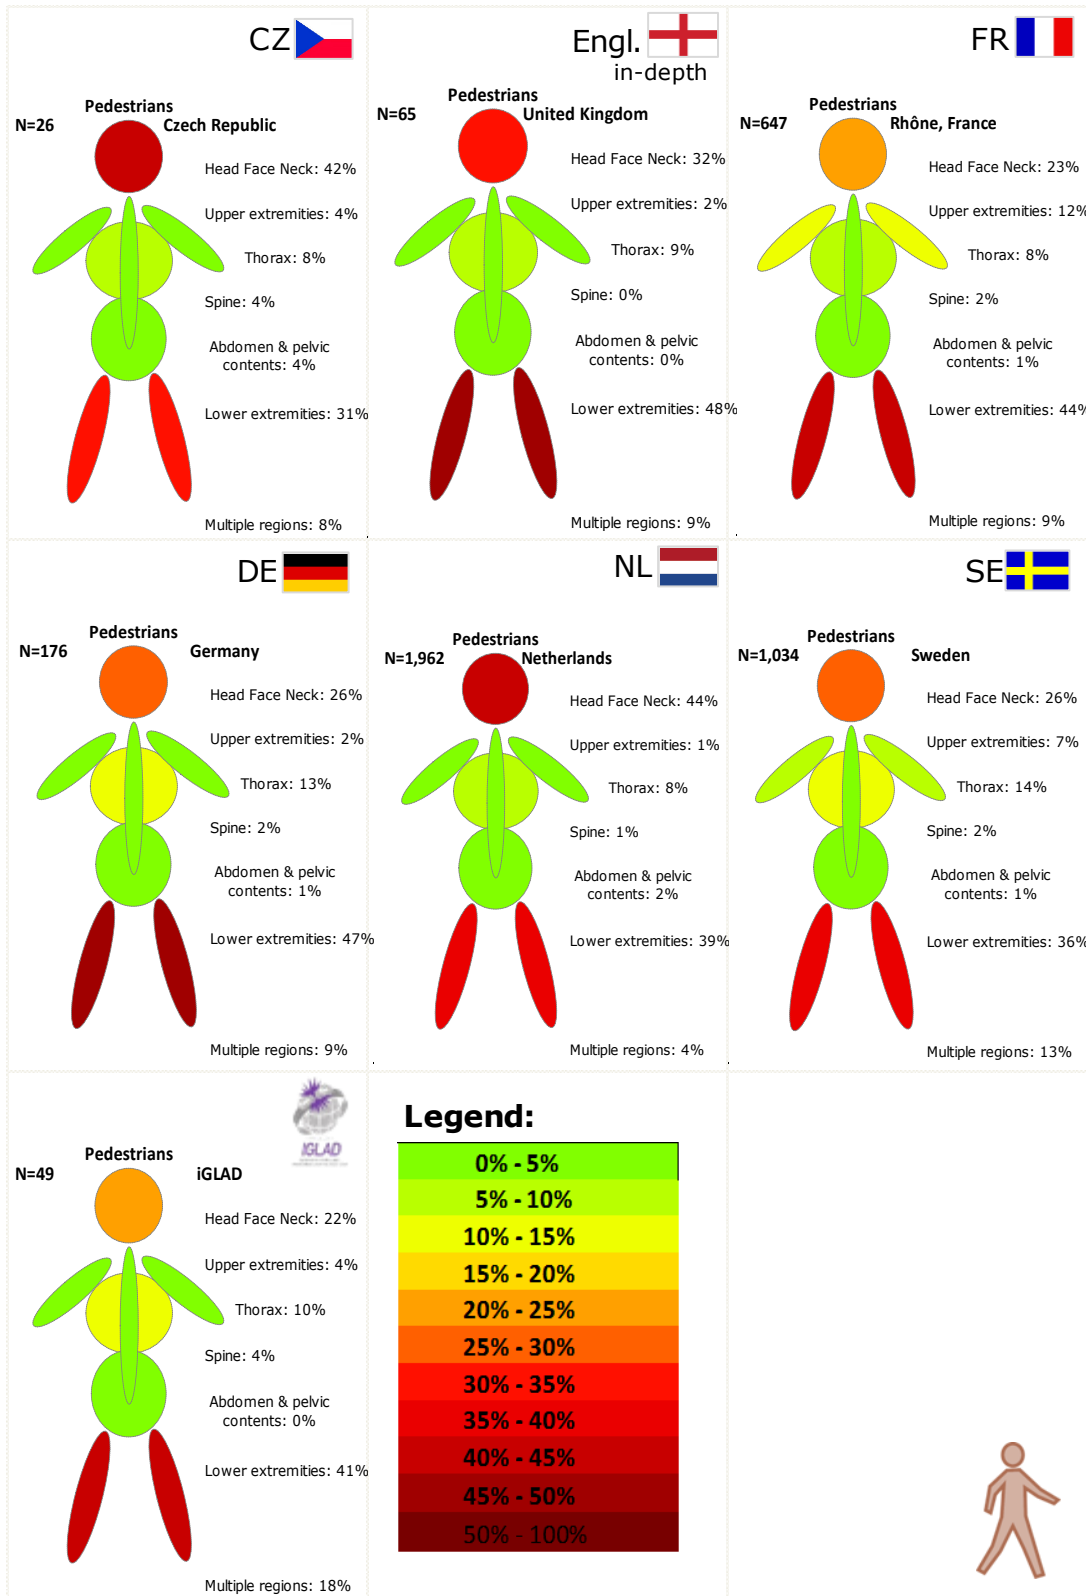 CZ
Pedestrians
N=26
Czech Republic
Head Face Neck: 42%
Upper extremities: 4%
Thorax: 8%
Spine: 4%
Abdomen & pelvic
contents: 4%
Lower extremities: 31%
Multiple regions: 8%
Engl.
in-depth
Pedestrians
N=65
United Kingdom
Head Face Neck: 32%
Upper extremities: 2%
Thorax: 9%
Spine: 0%
Abdomen & pelvic
contents: 0%
Lower extremities: 48%
Multiple regions: 9%
FR
Pedestrians
N=647
Rhône, France
Head Face Neck: 23%
Upper extremities: 12%
Thorax: 8%
Spine: 2%
Abdomen & pelvic
contents: 1%
Lower extremities: 44%
Multiple regions: 9%
DE
Pedestrians
N=176
Germany
Head Face Neck: 26%
Upper extremities: 2%
Thorax: 13%
Spine: 2%
Abdomen & pelvic
contents: 1%
Lower extremities: 47%
Multiple regions: 9%
NL
Pedestrians
N=1,962
Netherlands
Head Face Neck: 44%
Upper extremities: 1%
Thorax: 8%
Spine: 1%
Abdomen & pelvic
contents: 2%
Lower extremities: 39%
Multiple regions: 4%
SE
Pedestrians
N=1,034
Sweden
Head Face Neck: 26%
Upper extremities: 7%
Thorax: 14%
Spine: 2%
Abdomen & pelvic
contents: 1%
Lower extremities: 36%
Multiple regions: 13%
IGLAD
Pedestrians
N=49
iGLAD
Head Face Neck: 22%
Upper extremities: 4%
Thorax: 10%
Spine: 4%
Abdomen & pelvic
contents: 0%
Lower extremities: 41%
Multiple regions: 18%
Legend:
0% - 5%
5% - 10%
10% - 15%
15% - 20%
20% - 25%
25% - 30%
30% - 35%
35% - 40%
40% - 45%
45% - 50%
50% - 100%